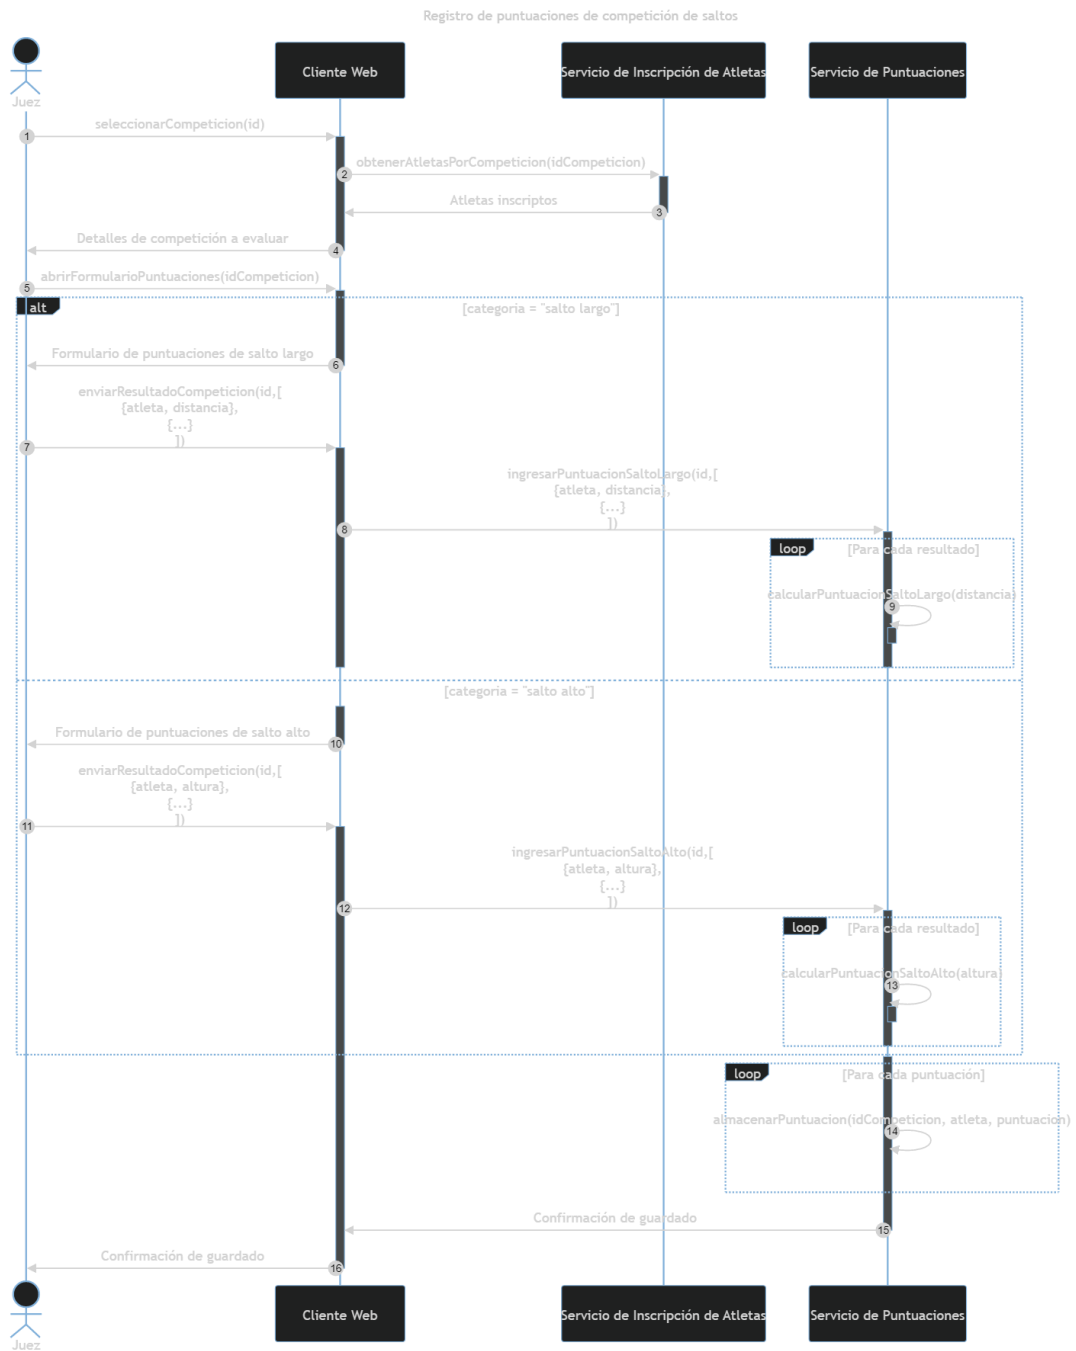 Registro de puntuaciones de competición de saltos
Juez
Cliente Web
Servicio de Inscripción de Atletas
Servicio de Puntuaciones
1
seleccionarCompeticion(id)
2
obtenerAtletasPorCompeticion(idCompeticion)
Atletas inscriptos
3
Detalles de competición a evaluar
4
5
abrirFormularioPuntuaciones(idCompeticion)
alt
[categoria = "salto largo"]
Formulario de puntuaciones de salto largo
6
enviarResultadoCompeticion(id,[
{atleta, distancia},
{...}
])
7
ingresarPuntuacionSaltoLargo(id,[
{atleta, distancia},
{...}
])
8
loop
[Para cada resultado]
calcularPuntuacionSaltoLargo(distancia)
9
[categoria = "salto alto"]
Formulario de puntuaciones de salto alto
10
enviarResultadoCompeticion(id,[
{atleta, altura},
{...}
])
11
ingresarPuntuacionSaltoAlto(id,[
{atleta, altura},
{...}
])
12
loop
[Para cada resultado]
calcularPuntuacionSaltoAlto(altura)
13
loop
[Para cada puntuación]
almacenarPuntuacion(idCompeticion, atleta, puntuacion)
14
Confirmación de guardado
15
Confirmación de guardado
16
Juez
Cliente Web
Servicio de Inscripción de Atletas
Servicio de Puntuaciones